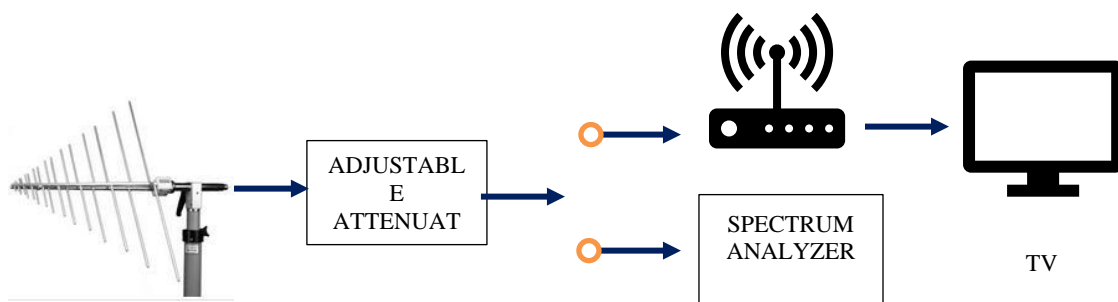 ADJUSTABL
E
ATTENUAT
SPECTRUM
ANALYZER
TV